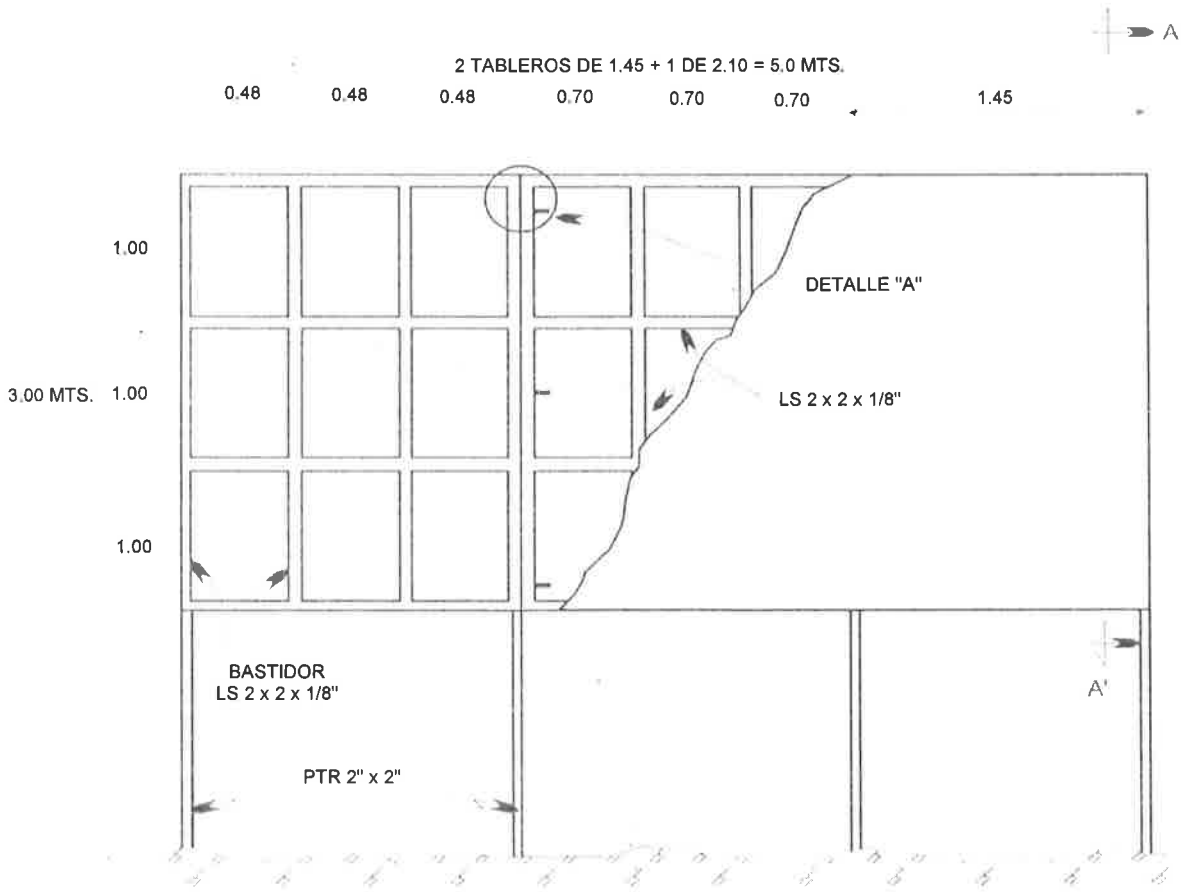 A
2 TABLEROS DE 1.45 + 1 DE 2.10 = 5.0 MTS.
0.48 0.48 0.48 0.70 0.70 0.70 1.45
1.00
DETALLE "A"
3.00 MTS. 1.00
LS 2 x 2 x 1/8"
1.00
BASTIDOR
LS 2 x 2 x 1/8"
A'
PTR 2" x 2"